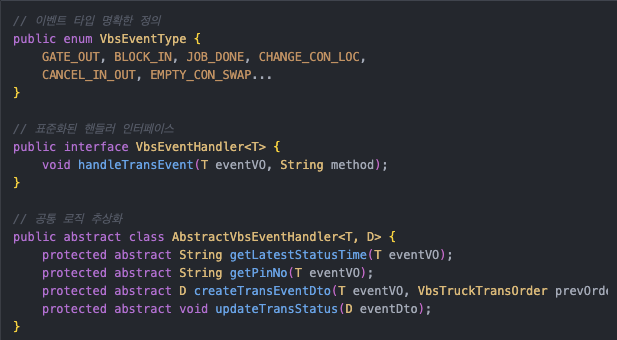 // 이벤트 타입 명확한 정의
public enum VbsEventType {
    GATE_OUT, BLOCK_IN, JOB_DONE, CHANGE_CON_LOC,
    CANCEL_IN_OUT, EMPTY_CON_SWAP...
}

// 표준화된 핸들러 인터페이스
public interface VbsEventHandler<T> {
    void handleTransEvent(T eventVO, String method);
}

// 공통 로직 추상화
public abstract class AbstractVbsEventHandler<T, D> {
    protected abstract String getLatestStatusTime(T eventVO);
    protected abstract String getPinNo(T eventVO);
    protected abstract D createTransEventDto(T eventVO, VbsTruckTransOrder prevOrde
    protected abstract void updateTransStatus(D eventDto);
}